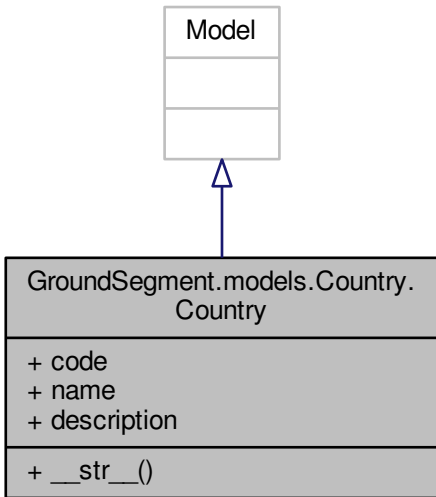 Model
GroundSegment.models.Country.
Country
+ code
+ name
+ description
+ __str__()